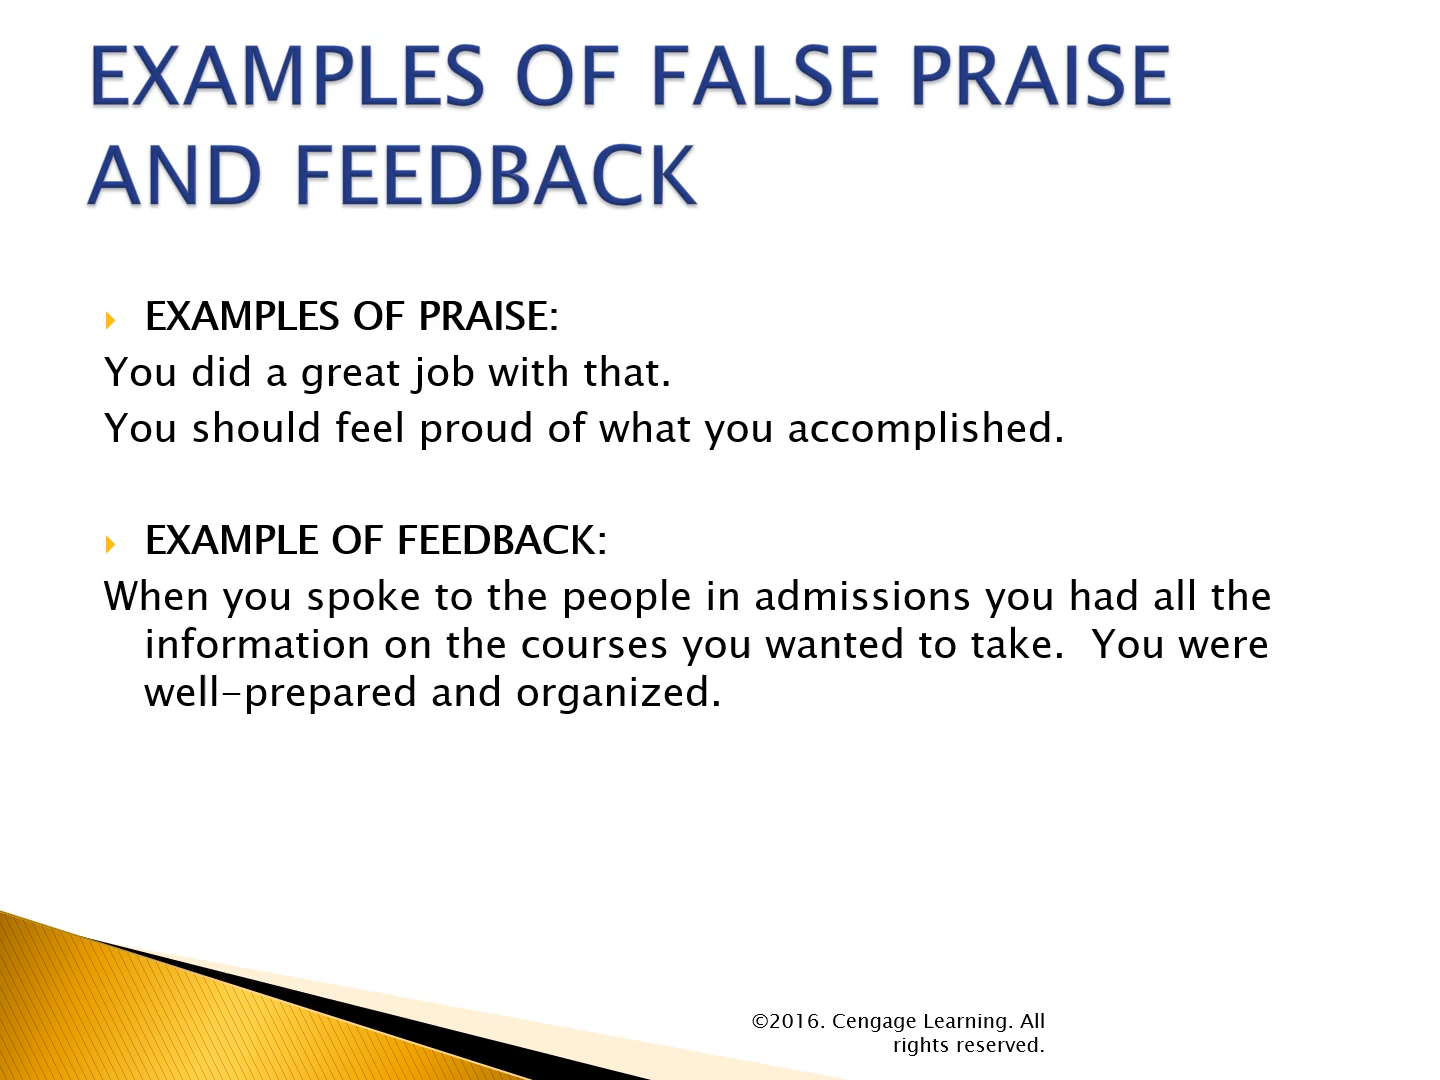 EXAMPLES OF FALSE PRAISE
AND FEEDBACK
EXAMPLES OF PRAISE:
You did a great job with that.
You should feel proud of what you accomplished.
EXAMPLE OF FEEDBACK:
When you spoke to the people in admissions you had all the
information on the courses you wanted to take.  You were
well-prepared and organized.
©2016. Cengage Learning. All
rights reserved.